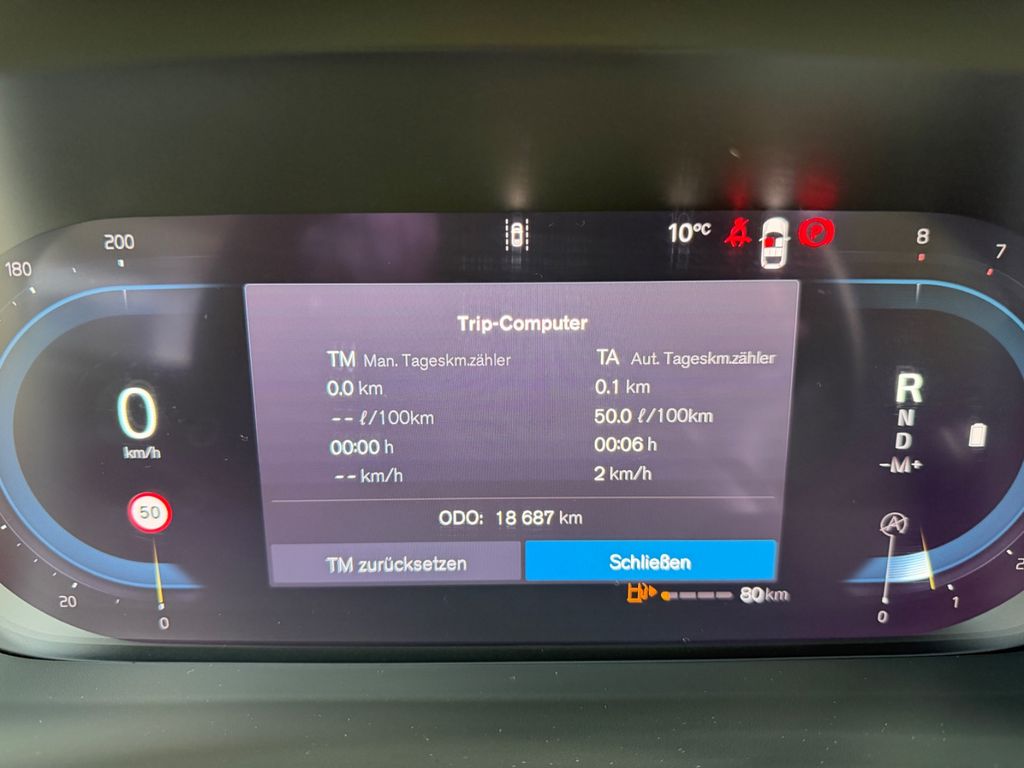 200
10°C
8
180
7
Trip-Computer
TM Man. Tageskm.zähler
TA Aut. Tageskm.zähler
0.0 km
0.1 km
-- ℓ/100km
50.0 ℓ/100km
00:00 h
00:06 h
-- km/h
2 km/h
ODO: 18 687 km
TM zurücksetzen
Schließen
0
km/h
50
R
N
D
-M+
A
80 km
20
0
0
1
2